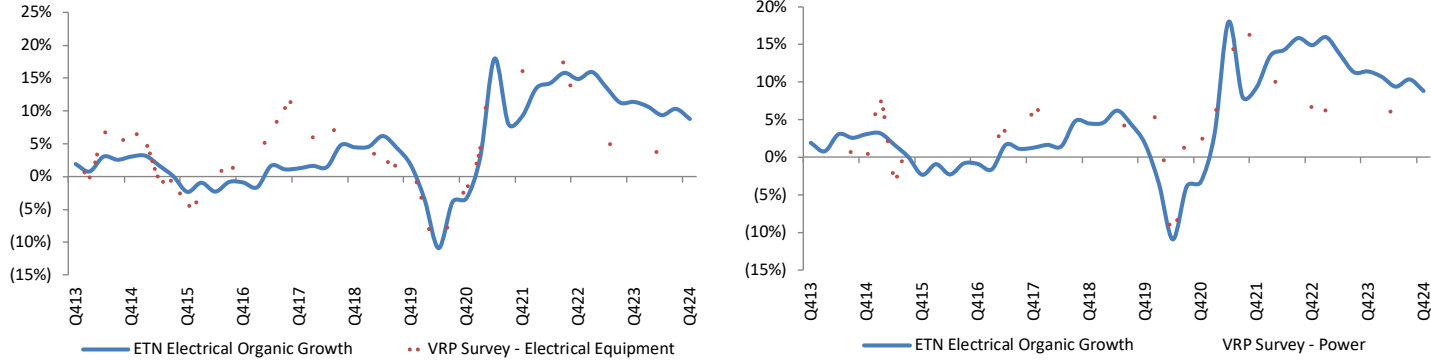 25%
20%
15%
10%
5%
0%
(5%)
(10%)
(15%)
Q413
Q414
Q415
Q416
Q417
Q418
Q419
Q420
Q421
Q422
Q423
Q424
ETN Electrical Organic Growth
VRP Survey - Electrical Equipment
20%
15%
10%
5%
0%
(5%)
(10%)
(15%)
Q413
Q414
Q415
Q416
Q417
Q418
Q419
Q420
Q421
Q422
Q423
Q424
ETN Electrical Organic Growth
VRP Survey - Power